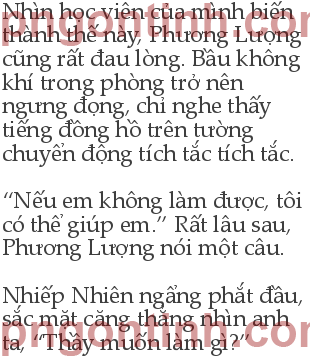 Nhìn học viên của mình biến
thành thế này, Phương Lượng
cũng rất đau lòng. Bầu không
khí trong phòng trở nên
ngưng đọng, chỉ nghe thấy
tiếng đồng hồ trên tường
chuyển động tích tắc tích tắc.
“Nếu em không làm được, tôi
có thể giúp em.” Rất lâu sau,
Phương Lượng nói một câu.
Nhiếp Nhiên ngẩng phắt đầu,
sắc mặt căng thẳng nhìn anh
ta, “Thầy muốn làm gì?”